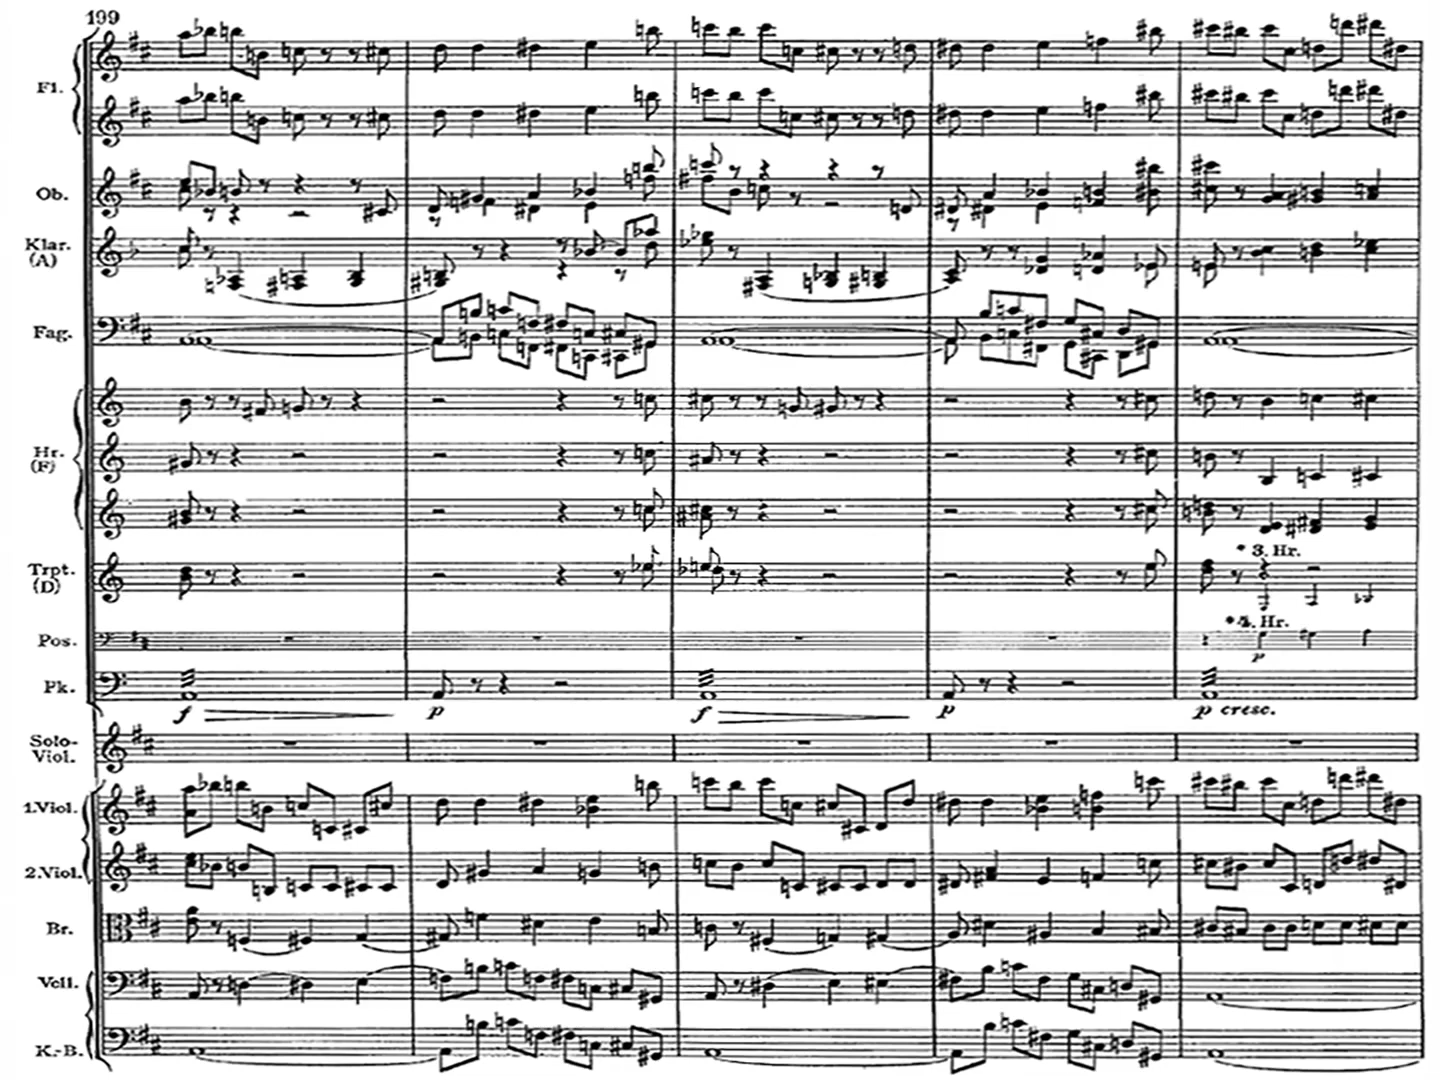 199
Fl.
Ob.
Klar.
(A)
Fag.
Hr.
(F)
Trpt.
(D)
* 3. Hr.
Pos.
* 4. Hr.
p
Pk.
f p f p p cresc.
Solo-
Viol.
1.Viol.
2.Viol.
Br.
Vcll.
K.-B.